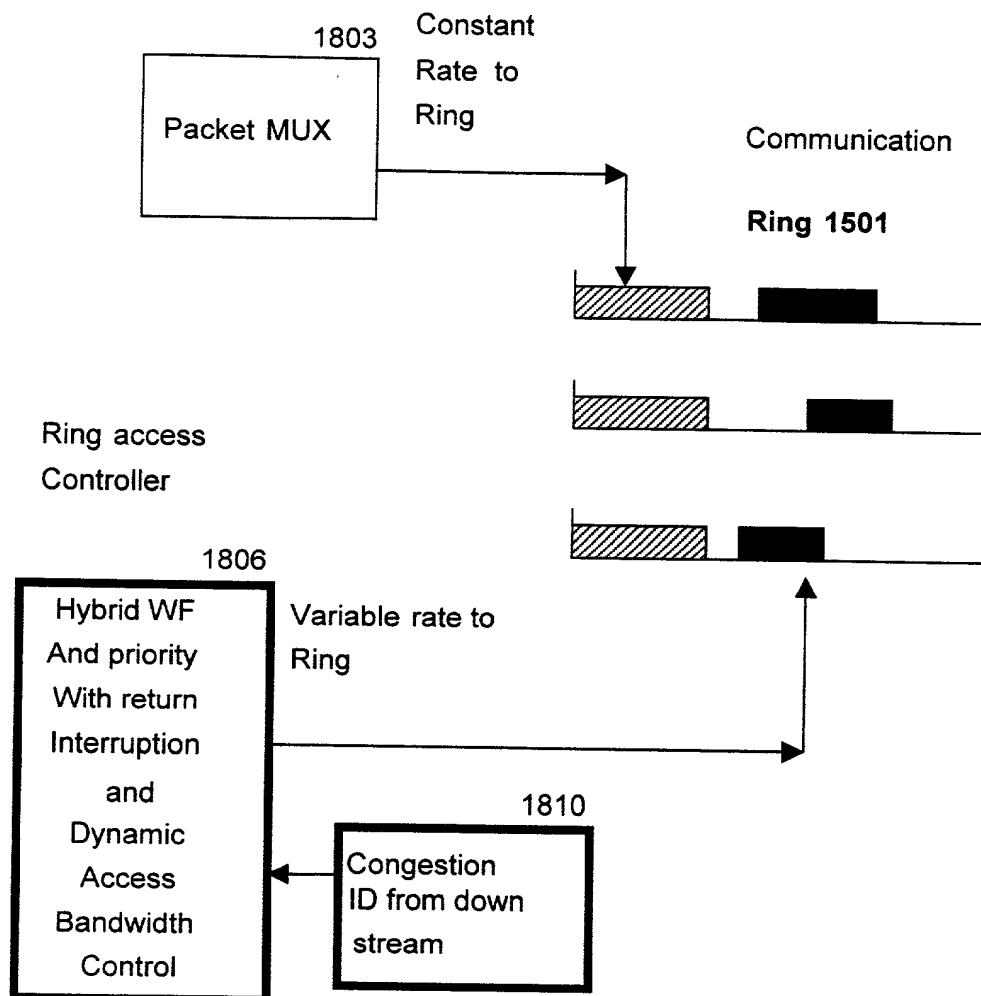 1803
Packet MUX
Constant
Rate to
Ring
Communication
Ring 1501
Ring access
Controller
1806
Hybrid WF
And priority
With return
Interruption
and
Dynamic
Access
Bandwidth
Control
Variable rate to
Ring
1810
Congestion
ID from down
stream